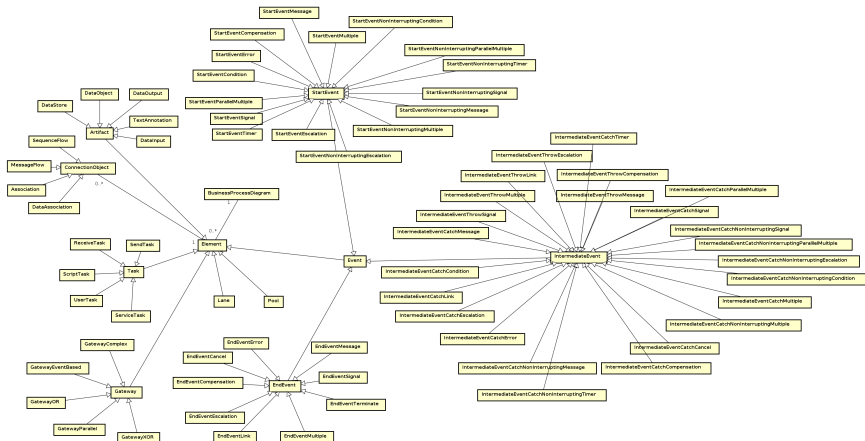 StartEventMessage
StartEventNonInterruptingCondition
StartEventCompensation
StartEventMultiple
StartEventError
StartEventNonInterruptingParallelMultiple
StartEventNonInterruptingTimer
StartEventCondition
StartEvent
StartEventNonInterruptingSignal
StartEventParallelMultiple
StartEventNonInterruptingMessage
StartEventSignal
StartEventNonInterruptingMultiple
StartEventTimer
StartEventEscalation
StartEventNonInterruptingEscalation
DataObject
DataOutput
DataStore
TextAnnotation
Artifact
DataInput
SequenceFlow
MessageFlow
ConnectionObject
0..*
Association
DataAssociation
BusinessProcessDiagram
1
0..*
1
Element
ReceiveTask
SendTask
ScriptTask
Task
UserTask
ServiceTask
Lane
Pool
Event
GatewayComplex
GatewayEventBased
GatewayOR
Gateway
GatewayParallel
GatewayXOR
EndEventError
EndEventMessage
EndEventCancel
EndEventCompensation
EndEvent
EndEventSignal
EndEventTerminate
EndEventEscalation
EndEventLink
EndEventMultiple
IntermediateEventCatchTimer
IntermediateEventThrowEscalation
IntermediateEventThrowLink
IntermediateEventThrowCompensation
IntermediateEventThrowMultiple
IntermediateEventThrowMessage
IntermediateEventCatchParallelMultiple
IntermediateEventThrowSignal
IntermediateEventCatchSignal
IntermediateEventCatchMessage
IntermediateEventCatchNonInterruptingSignal
IntermediateEventCatchNonInterruptingParallelMultiple
IntermediateEvent
IntermediateEventCatchNonInterruptingEscalation
IntermediateEventCatchCondition
IntermediateEventCatchNonInterruptingCondition
IntermediateEventCatchLink
IntermediateEventCatchMultiple
IntermediateEventCatchEscalation
IntermediateEventCatchNonInterruptingMultiple
IntermediateEventCatchError
IntermediateEventCatchCancel
IntermediateEventCatchNonInterruptingMessage
IntermediateEventCatchCompensation
IntermediateEventCatchNonInterruptingTimer